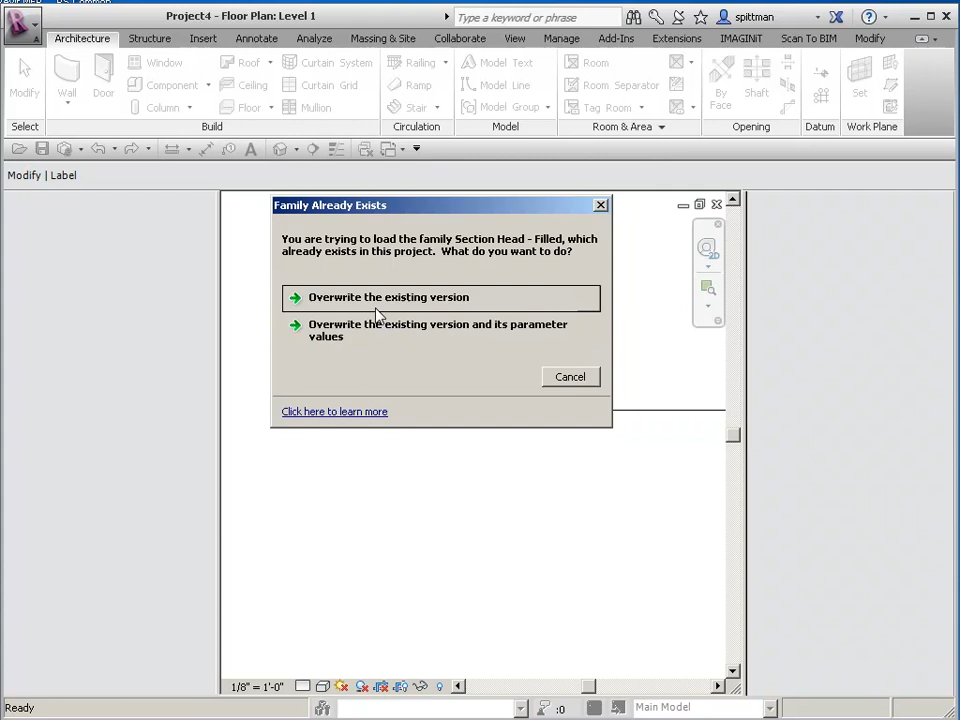 Project4 - Floor Plan: Level 1
Type a keyword or phrase
spittman
Architecture Structure Insert Annotate Analyze Massing & Site Collaborate View Manage Add-Ins Extensions IMAGINiT Scan To BIM Modify
Window Roof Curtain System Railing Model Text Room
Component Ceiling Curtain Grid Ramp Model Line Room Separator
Modify Wall Door By Face Shaft Set
Column Floor Mullion Stair Model Group Tag Room
Select Build Circulation Model Room & Area Opening Datum Work Plane
Modify | Label
Family Already Exists
You are trying to load the family Section Head - Filled, which
already exists in this project. What do you want to do?
Overwrite the existing version
Overwrite the existing version and its parameter
values
Cancel
Click here to learn more
2D
1/8" = 1'-0"
Ready
:0
Main Model